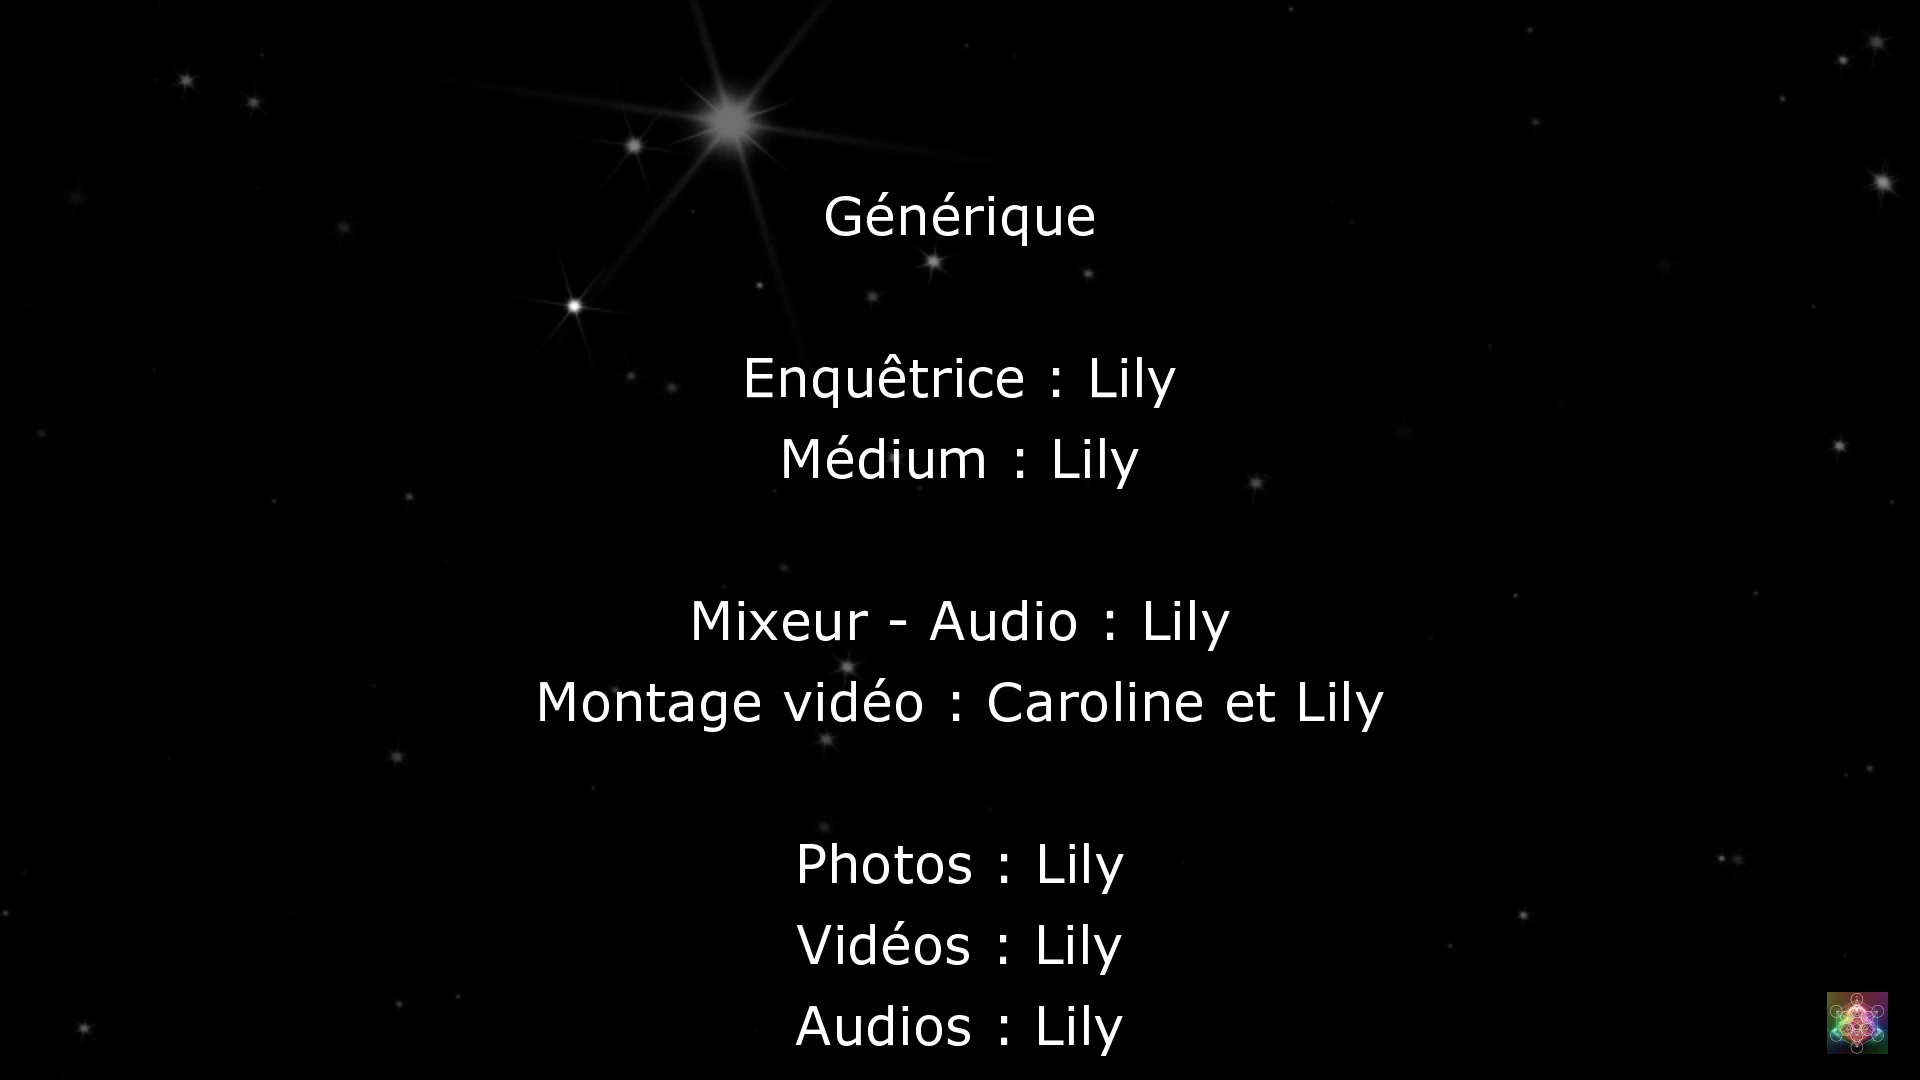 Générique
Enquêtrice : Lily
Médium : Lily
Mixeur - Audio : Lily
Montage vidéo : Caroline et Lily
Photos : Lily
Vidéos : Lily
Audios : Lily